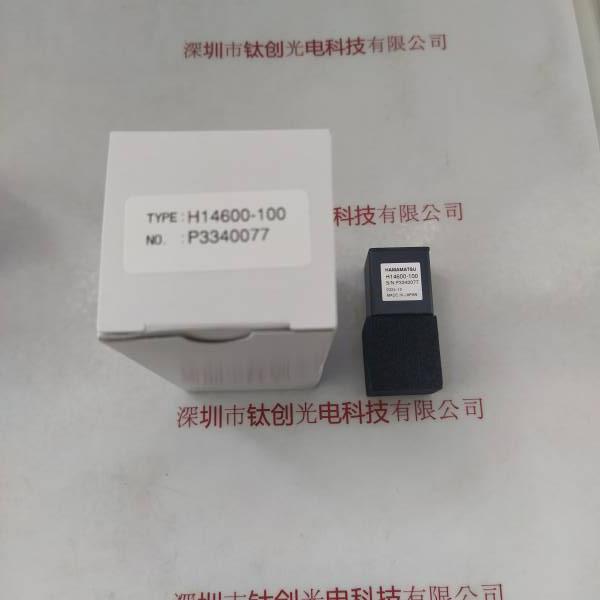 深圳市钛创光电科技有限公司
TYPE : H14600-100
NO. : P3340077
科技有限公司
HAMAMATSU
H14600-100
S/N P3340077
MADE IN JAPAN
深圳市钛创光电科技有限公司
深圳市钛创光电科技有限公司